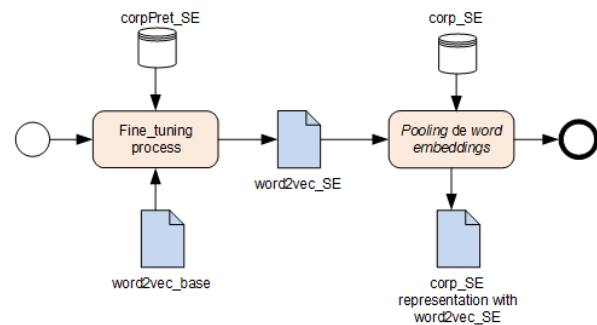 corpPret_SE
corp_SE
Fine_tuning
process
Pooling de word
embeddings
word2vec_SE
word2vec_base
corp_SE
representation with
word2vec_SE